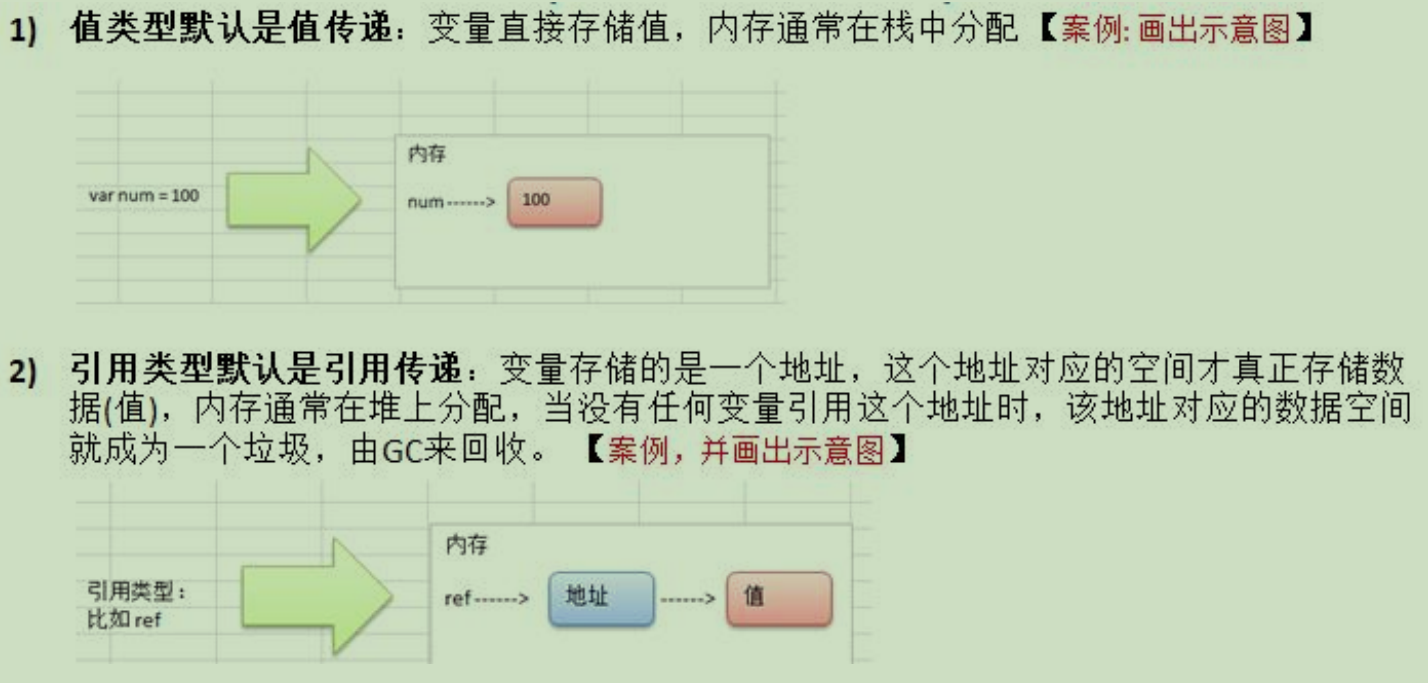 1) 值类型默认是值传递：变量直接存储值，内存通常在栈中分配【案例: 画出示意图】
var num = 100
内存
num ------> 100
2) 引用类型默认是引用传递：变量存储的是一个地址，这个地址对应的空间才真正存储数
据(值)，内存通常在堆上分配，当没有任何变量引用这个地址时，该地址对应的数据空间
就成为一个垃圾，由GC来回收。【案例，并画出示意图】
引用类型：
比如 ref
内存
ref ------> 地址 ------> 值